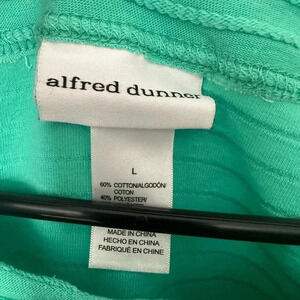 alfred dunner
L
60% COTTON/ALGODÓN/
COTON
40% POLYESTER/
MADE IN CHINA
HECHO EN CHINA
FABRIQUÉ EN CHINE